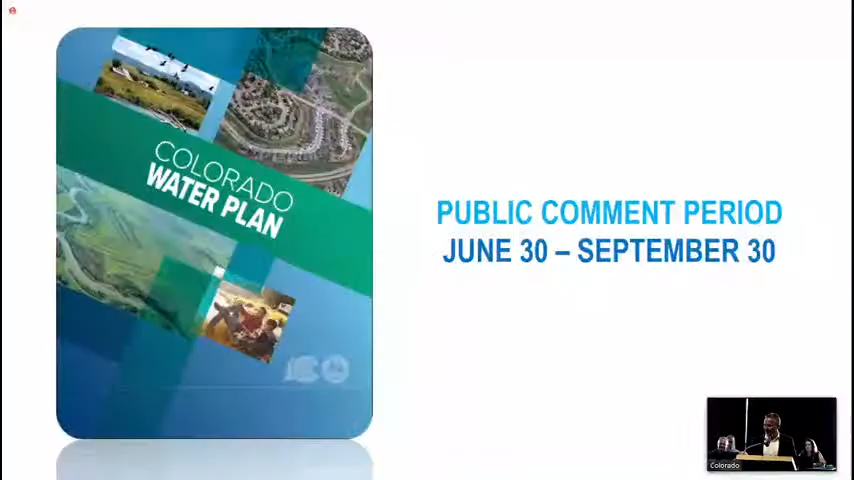 COLORADO
WATER PLAN
PUBLIC COMMENT PERIOD
JUNE 30 – SEPTEMBER 30
Colorado